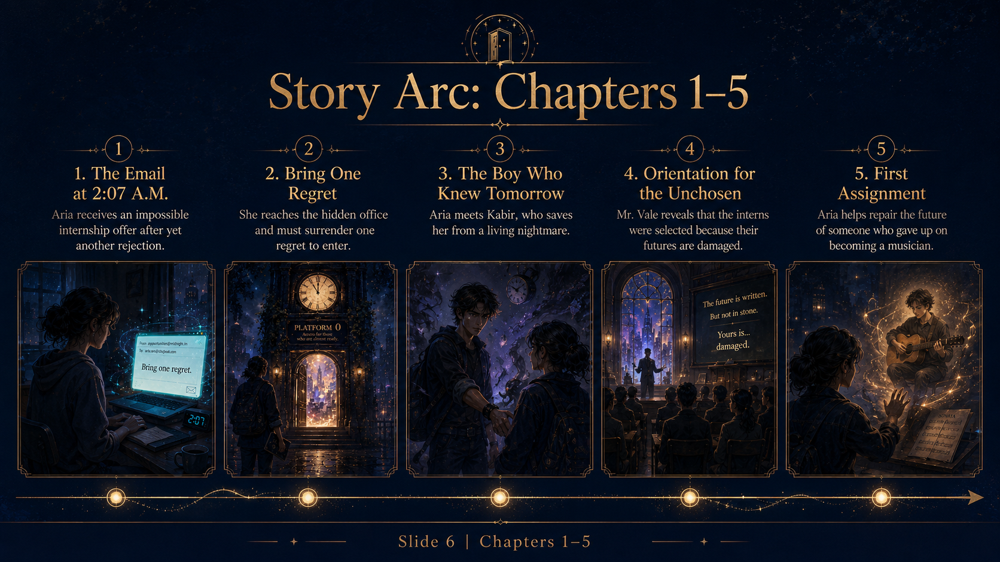 Story Arc: Chapters 1–5
1
1. The Email
at 2:07 A.M.
Aria receives an impossible
internship offer after yet
another rejection.
2
2. Bring One
Regret
She reaches the hidden office
and must surrender one
regret to enter.
3
3. The Boy Who
Knew Tomorrow
Aria meets Kabir, who saves
her from a living nightmare.
4
4. Orientation for
the Unchosen
Mr. Vale reveals that the interns
were selected because their
futures are damaged.
5
5. First
Assignment
Aria helps repair the future
of someone who gave up on
becoming a musician.
From:
To:
Bring one regret.
2:07
PLATFORM 0
Access for those
who are almost ready.
The future is written.
But not in stone.
Yours is...
damaged.
Slide 6 | Chapters 1–5